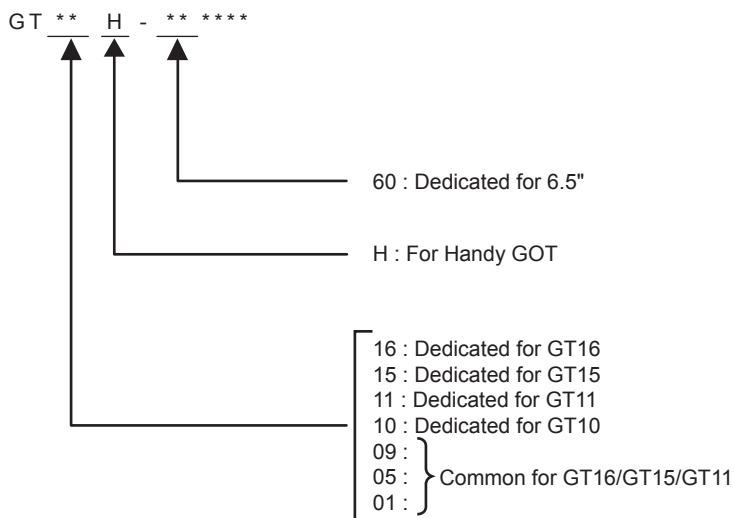 GT ** H - ** ****
60 : Dedicated for 6.5"
H : For Handy GOT
16 : Dedicated for GT16
15 : Dedicated for GT15
11 : Dedicated for GT11
10 : Dedicated for GT10
09 :
05 : Common for GT16/GT15/GT11
01 :